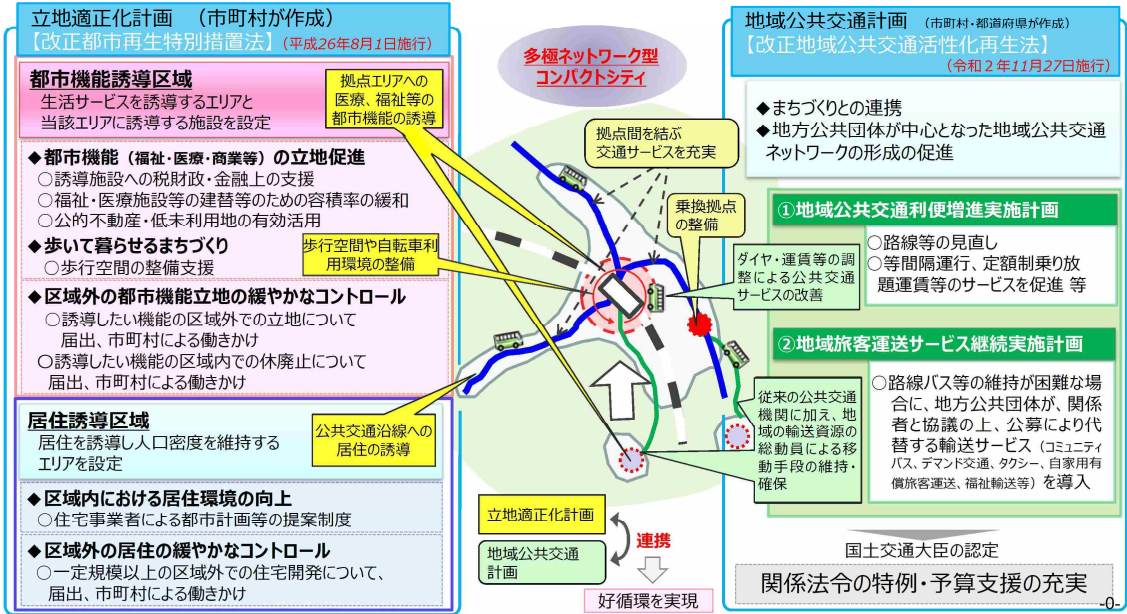 立地適正化計画　（市町村が作成）
【改正都市再生特別措置法】（平成26年8月1日施行）
都市機能誘導区域
生活サービスを誘導するエリアと
当該エリアに誘導する施設を設定
◆都市機能（福祉・医療・商業等）の立地促進
○誘導施設への税財政・金融上の支援
○福祉・医療施設等の建替等のための容積率の緩和
○公的不動産・低未利用地の有効活用
◆歩いて暮らせるまちづくり
○歩行空間の整備支援
◆区域外の都市機能立地の緩やかなコントロール
○誘導したい機能の区域外での立地について
届出、市町村による働きかけ
○誘導したい機能の区域内での休廃止について
届出、市町村による働きかけ
居住誘導区域
居住を誘導し人口密度を維持する
エリアを設定
◆区域内における居住環境の向上
○住宅事業者による都市計画等の提案制度
◆区域外の居住の緩やかなコントロール
○一定規模以上の区域外での住宅開発について、
届出、市町村による働きかけ
多極ネットワーク型
コンパクトシティ
拠点エリアへの
医療、福祉等の
都市機能の誘導
拠点間を結ぶ
交通サービスを充実
乗換拠点
の整備
歩行空間や自転車利
用環境の整備
ダイヤ・運賃等の調
整による公共交通
サービスの改善
公共交通沿線への
居住の誘導
従来の公共交通
機関に加え、地
域の輸送資源の
総動員による移
動手段の維持・
確保
立地適正化計画
地域公共交通
計画
連携
好循環を実現
地域公共交通計画　（市町村・都道府県が作成）
【改正地域公共交通活性化再生法】
（令和２年11月27日施行）
◆まちづくりとの連携
◆地方公共団体が中心となった地域公共交通
ネットワークの形成の促進
①地域公共交通利便増進実施計画
○路線等の見直し
○等間隔運行、定額制乗り放
題運賃等のサービスを促進 等
②地域旅客運送サービス継続実施計画
○路線バス等の維持が困難な場
合に、地方公共団体が、関係
者と協議の上、公募により代
替する輸送サービス（コミュニティ
バス、デマンド交通、タクシー、自家用有
償旅客運送、福祉輸送等）を導入
国土交通大臣の認定
関係法令の特例・予算支援の充実
-0-